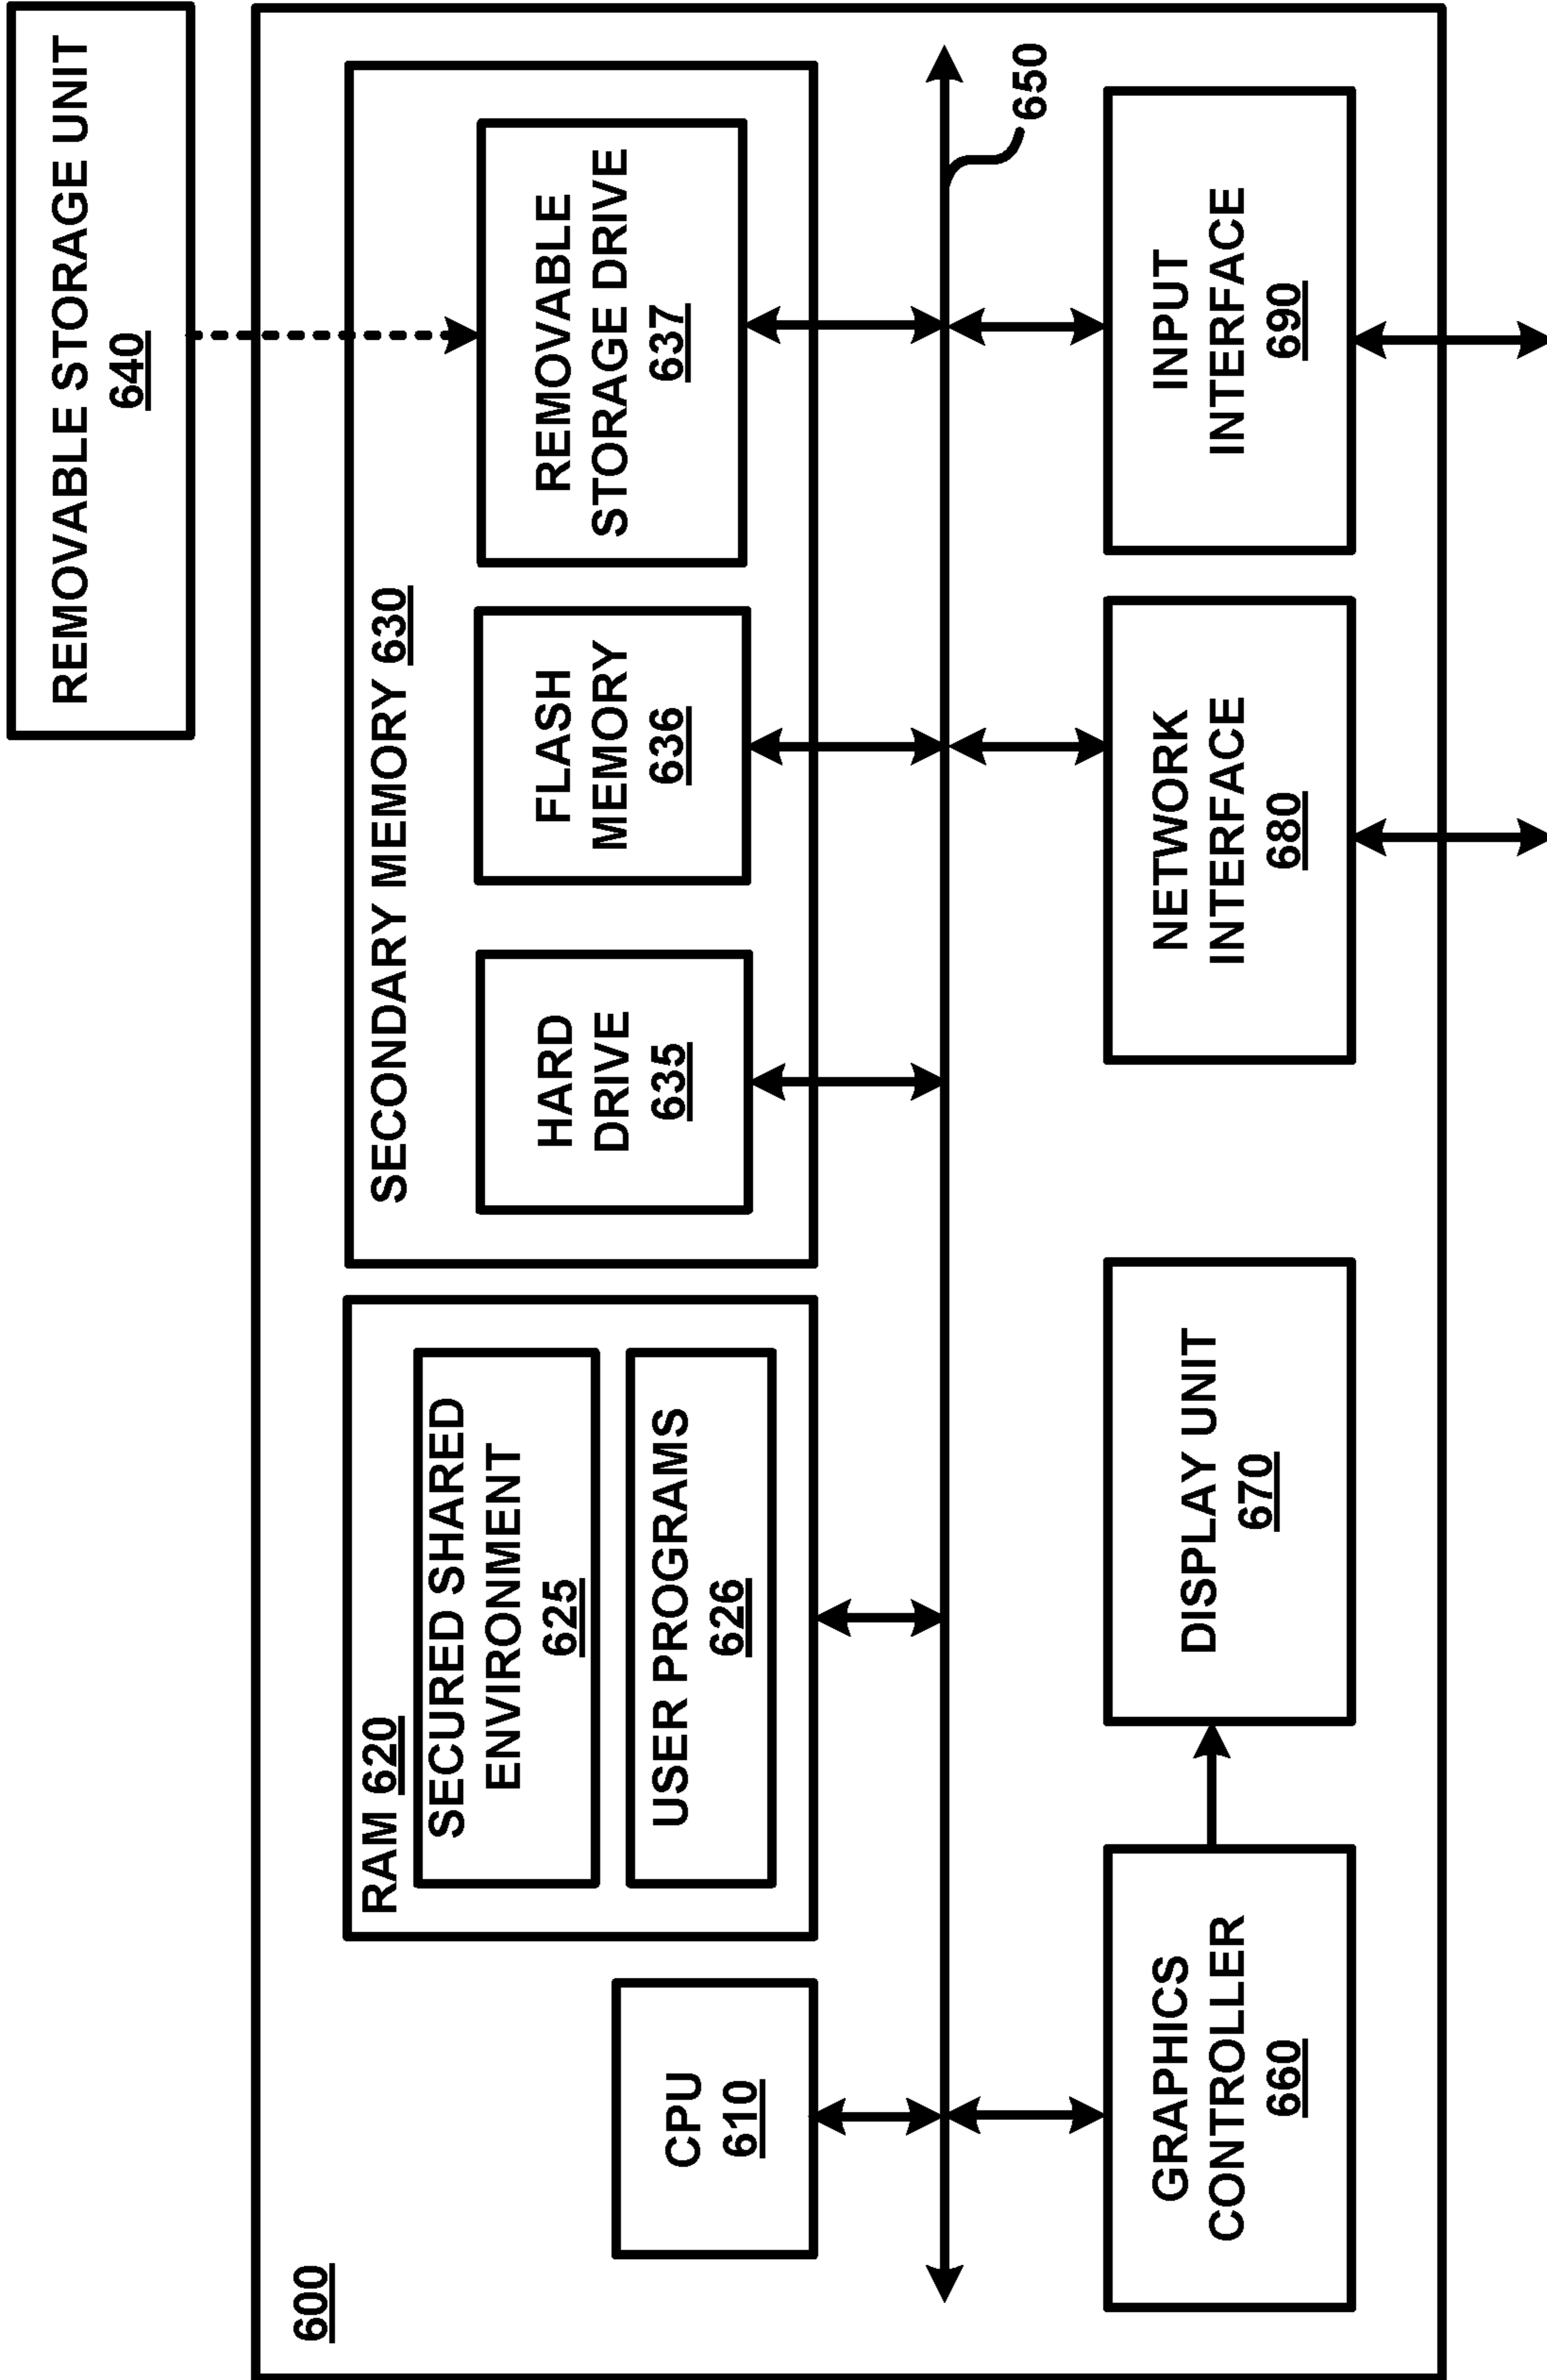 REMOVABLE STORAGE UNIT
640
600
CPU
610
RAM 620
SECURED SHARED
ENVIRONMENT
625
USER PROGRAMS
626
SECONDARY MEMORY 630
HARD
DRIVE
635
FLASH
MEMORY
636
REMOVABLE
STORAGE DRIVE
637
650
GRAPHICS
CONTROLLER
660
DISPLAY UNIT
670
NETWORK
INTERFACE
680
INPUT
INTERFACE
690